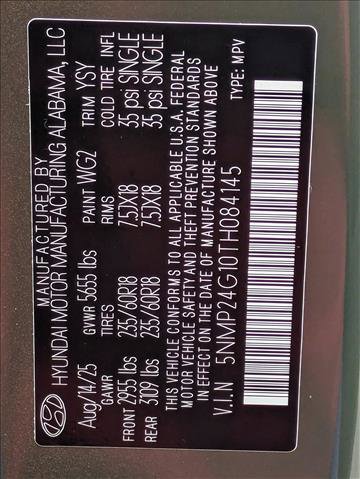 MANUFACTURED BY
HYUNDAI MOTOR MANUFACTURING ALABAMA, LLC
Aug/14/25 GVWR 5655 lbs PAINT WG2 TRIM YSY
GAWR TIRES RIMS COLD TIRE INFL
FRONT 2955 lbs 235/60R18 7.5JX18 35 psi SINGLE
REAR 3109 lbs 235/60R18 7.5JX18 35 psi SINGLE
THIS VEHICLE CONFORMS TO ALL APPLICABLE U.S.A. FEDERAL
MOTOR VEHICLE SAFETY AND THEFT PREVENTION STANDARDS
IN EFFECT ON THE DATE OF MANUFACTURE SHOWN ABOVE
V.I.N 5NMP24G10TH084145 TYPE: MPV